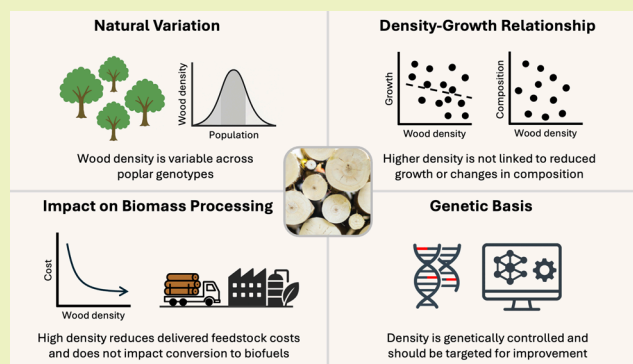 Natural Variation
Wood density
Population
Wood density is variable across
poplar genotypes
Density-Growth Relationship
Growth
Wood density
Composition
Wood density
Higher density is not linked to reduced
growth or changes in composition
Impact on Biomass Processing
Cost
Wood density
High density reduces delivered feedstock costs
and does not impact conversion to biofuels
Genetic Basis
Density is genetically controlled and
should be targeted for improvement